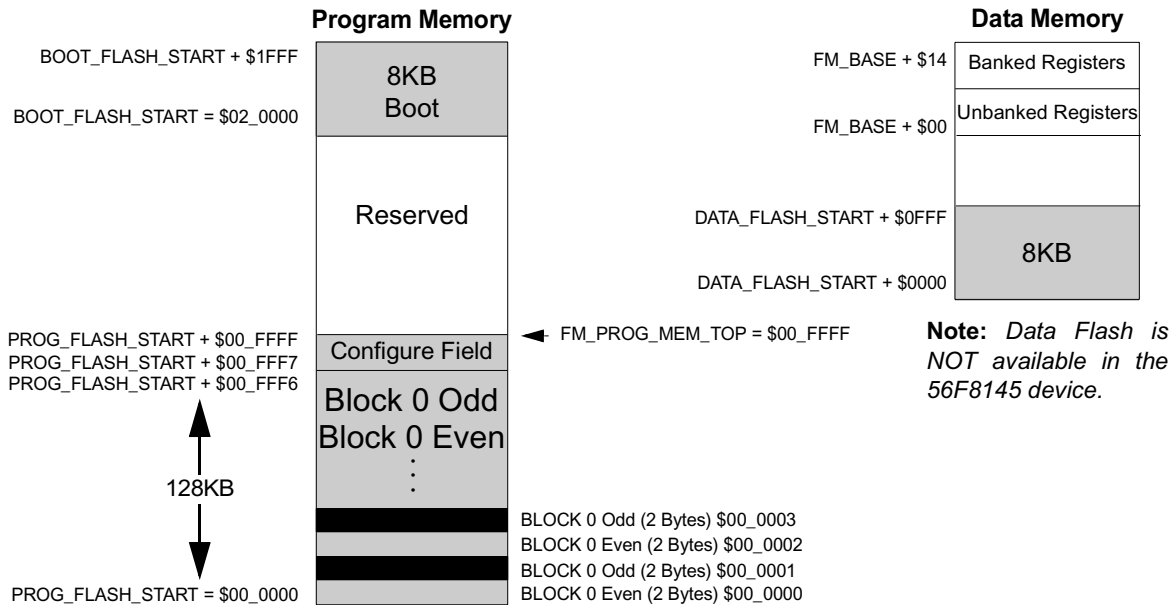 Program Memory
BOOT_FLASH_START + $1FFF
8KB
Boot
BOOT_FLASH_START = $02_0000
Reserved
PROG_FLASH_START + $00_FFFF
FM_PROG_MEM_TOP = $00_FFFF
Configure Field
PROG_FLASH_START + $00_FFF7
PROG_FLASH_START + $00_FFF6
Block 0 Odd
Block 0 Even
128KB
BLOCK 0 Odd (2 Bytes) $00_0003
BLOCK 0 Even (2 Bytes) $00_0002
BLOCK 0 Odd (2 Bytes) $00_0001
PROG_FLASH_START = $00_0000
BLOCK 0 Even (2 Bytes) $00_0000
Data Memory
FM_BASE + $14
Banked Registers
Unbanked Registers
FM_BASE + $00
DATA_FLASH_START + $0FFF
8KB
DATA_FLASH_START + $0000
Note: Data Flash is
NOT available in the
56F8145 device.